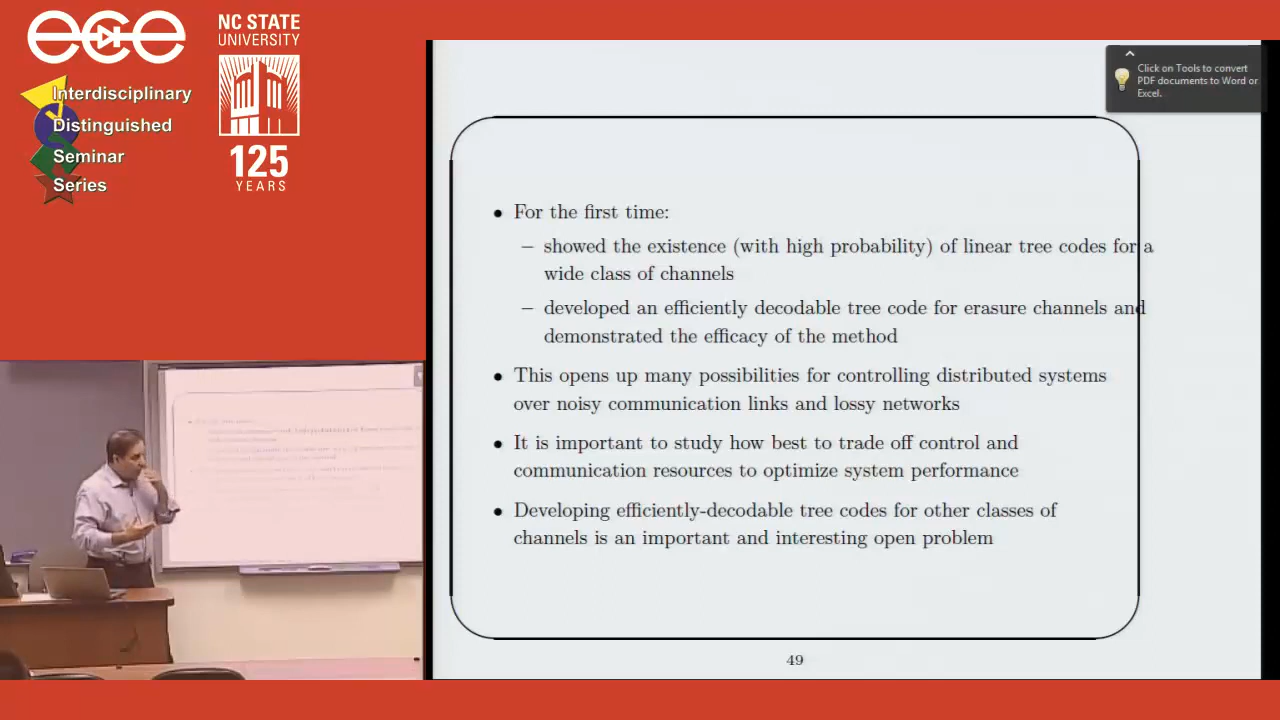 ece
NC STATE
UNIVERSITY
Interdisciplinary
Distinguished
Seminar
Series
125
YEARS
Click on Tools to convert
PDF documents to Word or
Excel.
• For the first time:
– showed the existence (with high probability) of linear tree codes for a
wide class of channels
– developed an efficiently decodable tree code for erasure channels and
demonstrated the efficacy of the method
• This opens up many possibilities for controlling distributed systems
over noisy communication links and lossy networks
• It is important to study how best to trade off control and
communication resources to optimize system performance
• Developing efficiently-decodable tree codes for other classes of
channels is an important and interesting open problem
49